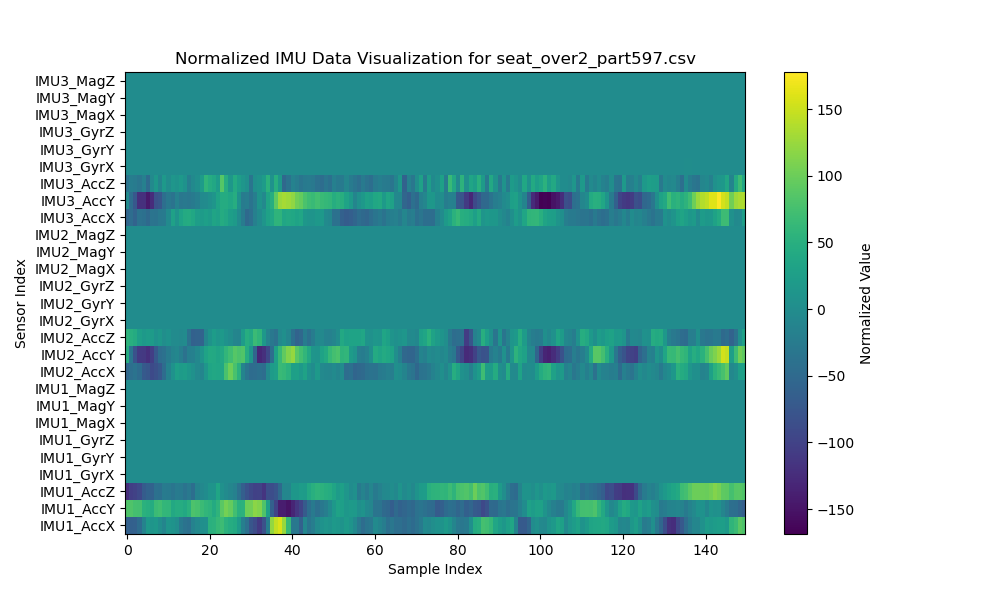 Normalized IMU Data Visualization for seat_over2_part597.csv
IMU3_MagZ
IMU3_MagY
IMU3_MagX
IMU3_GyrZ
IMU3_GyrY
IMU3_GyrX
IMU3_AccZ
IMU3_AccY
IMU3_AccX
IMU2_MagZ
IMU2_MagY
IMU2_MagX
IMU2_GyrZ
IMU2_GyrY
IMU2_GyrX
IMU2_AccZ
IMU2_AccY
IMU2_AccX
IMU1_MagZ
IMU1_MagY
IMU1_MagX
IMU1_GyrZ
IMU1_GyrY
IMU1_GyrX
IMU1_AccZ
IMU1_AccY
IMU1_AccX
Sensor Index
0 20 40 60 80 100 120 140
Sample Index
150
100
50
0
−50
−100
−150
Normalized Value